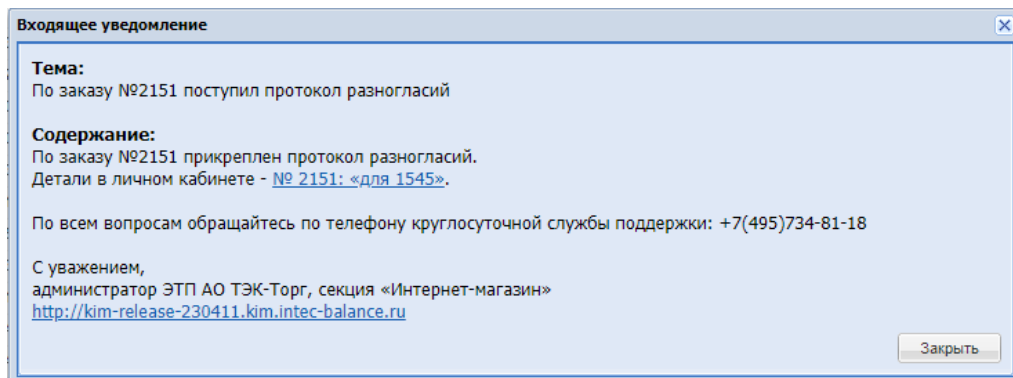 Входящее уведомление
Тема:
По заказу №2151 поступил протокол разногласий
Содержание:
По заказу №2151 прикреплен протокол разногласий.
Детали в личном кабинете - № 2151: «для 1545».
По всем вопросам обращайтесь по телефону круглосуточной службы поддержки: +7(495)734-81-18
С уважением,
администратор ЭТП АО ТЭК-Торг, секция «Интернет-магазин»
http://kim-release-230411.kim.intec-balance.ru
Закрыть